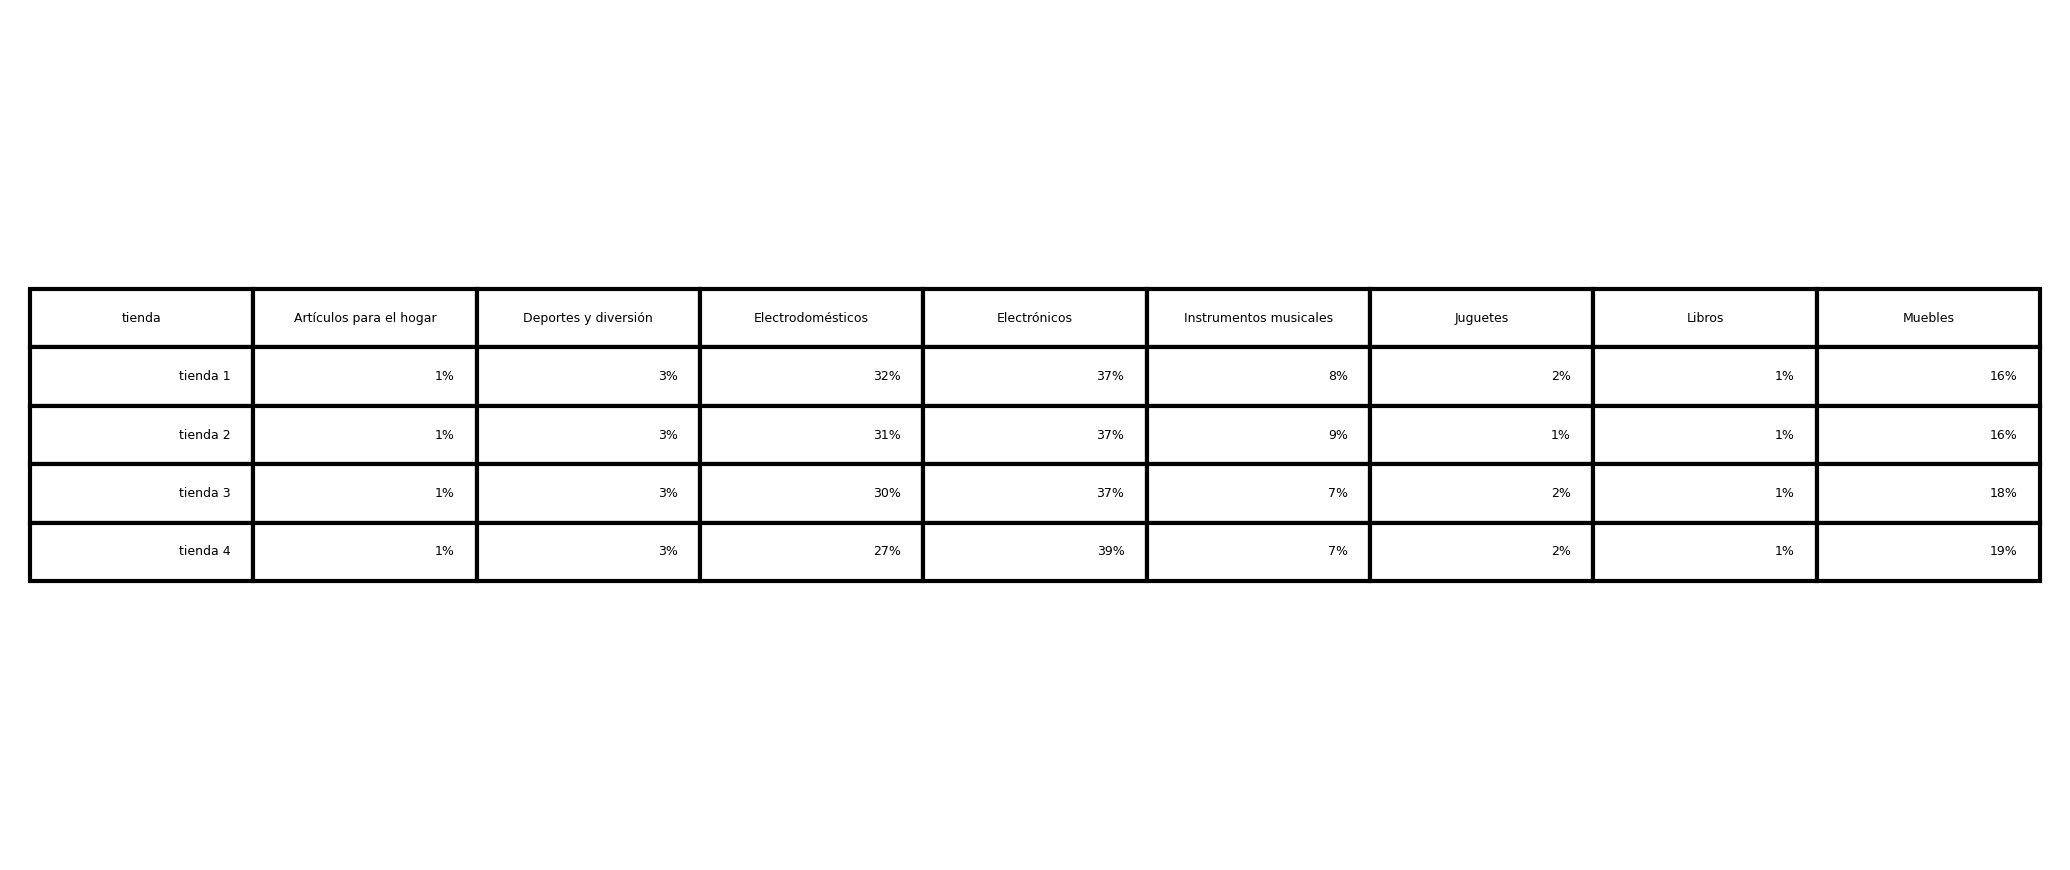 tienda Artículos para el hogar Deportes y diversión Electrodomésticos Electrónicos Instrumentos musicales Juguetes Libros Muebles
tienda 1 1% 3% 32% 37% 8% 2% 1% 16%
tienda 2 1% 3% 31% 37% 9% 1% 1% 16%
tienda 3 1% 3% 30% 37% 7% 2% 1% 18%
tienda 4 1% 3% 27% 39% 7% 2% 1% 19%